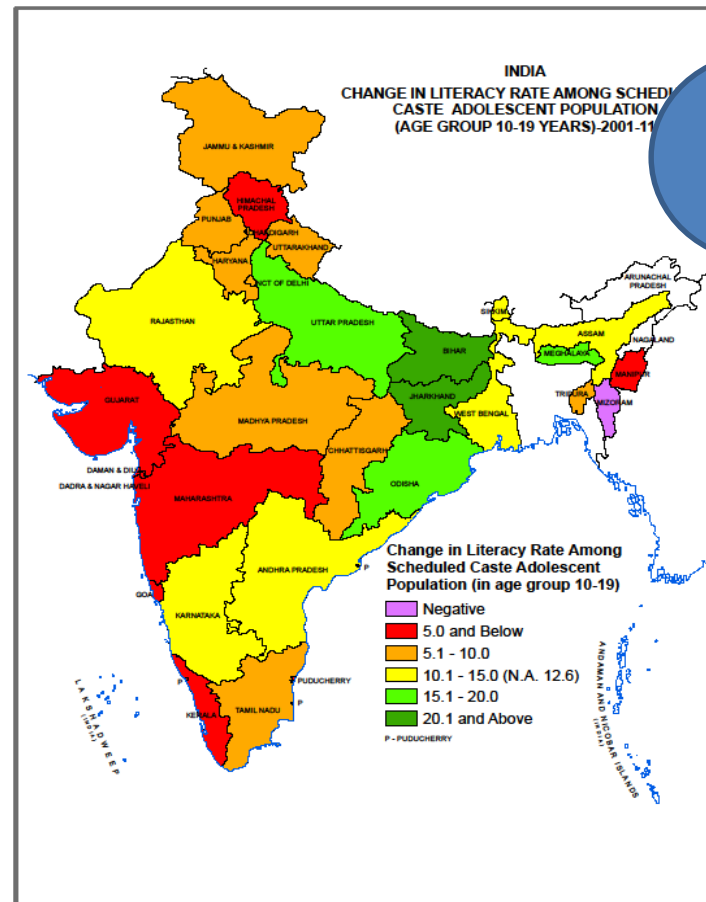 INDIA
CHANGE IN LITERACY RATE AMONG
CASTE ADOLESCENT POPULATION
(AGE GROUP 10-19 YEARS)-2001-11
JAMMU & KASHMIR
HIMACHAL
PRADESH
PUNJAB
CHANDIGARH
UTTARAKHAND
HARYANA
NCT OF DELHI
ARUNACHAL
PRADESH
SIKKIM
RAJASTHAN
UTTAR PRADESH
ASSAM
NAGALAND
BIHAR
MEGHALAYA
MANIPUR
JHARKHAND
TRIPURA
MIZORAM
GUJARAT
MADHYA PRADESH
WEST BENGAL
CHHATTISGARH
DAMAN & DIU
DADRA & NAGAR HAVELI
MAHARASHTRA
ODISHA
ANDHRA PRADESH
P
GOA
KARNATAKA
Change in Literacy Rate Among
Scheduled Caste Adolescent
Population (in age group 10-19)
Negative
5.0 and Below
5.1 - 10.0
10.1 - 15.0 (N.A. 12.6)
15.1 - 20.0
20.1 and Above
P - PUDUCHERRY
P
PUDUCHERRY
KERALA
TAMIL NADU
P
LAKSHADWEEP
(INDIA)
ANDAMAN AND NICOBAR ISLANDS
(INDIA)